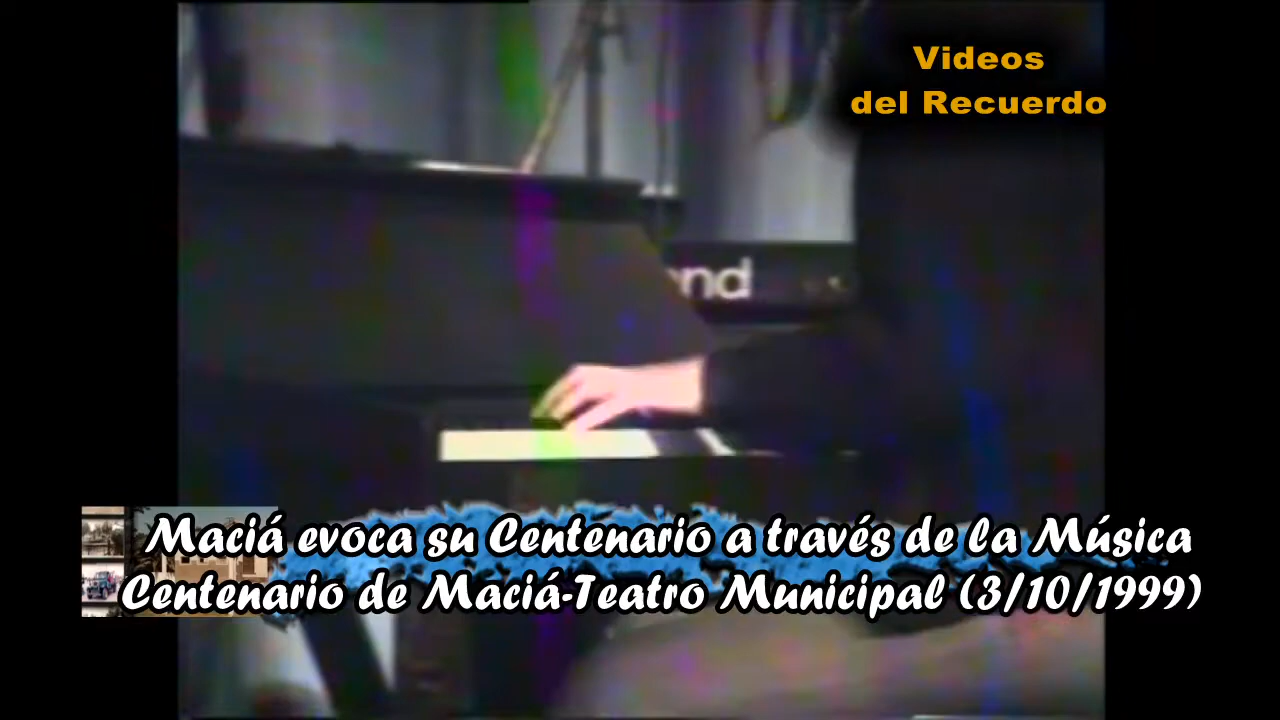 Videos
del Recuerdo
nd
Maciá evoca su Centenario a través de la Música
Centenario de Maciá-Teatro Municipal (3/10/1999)